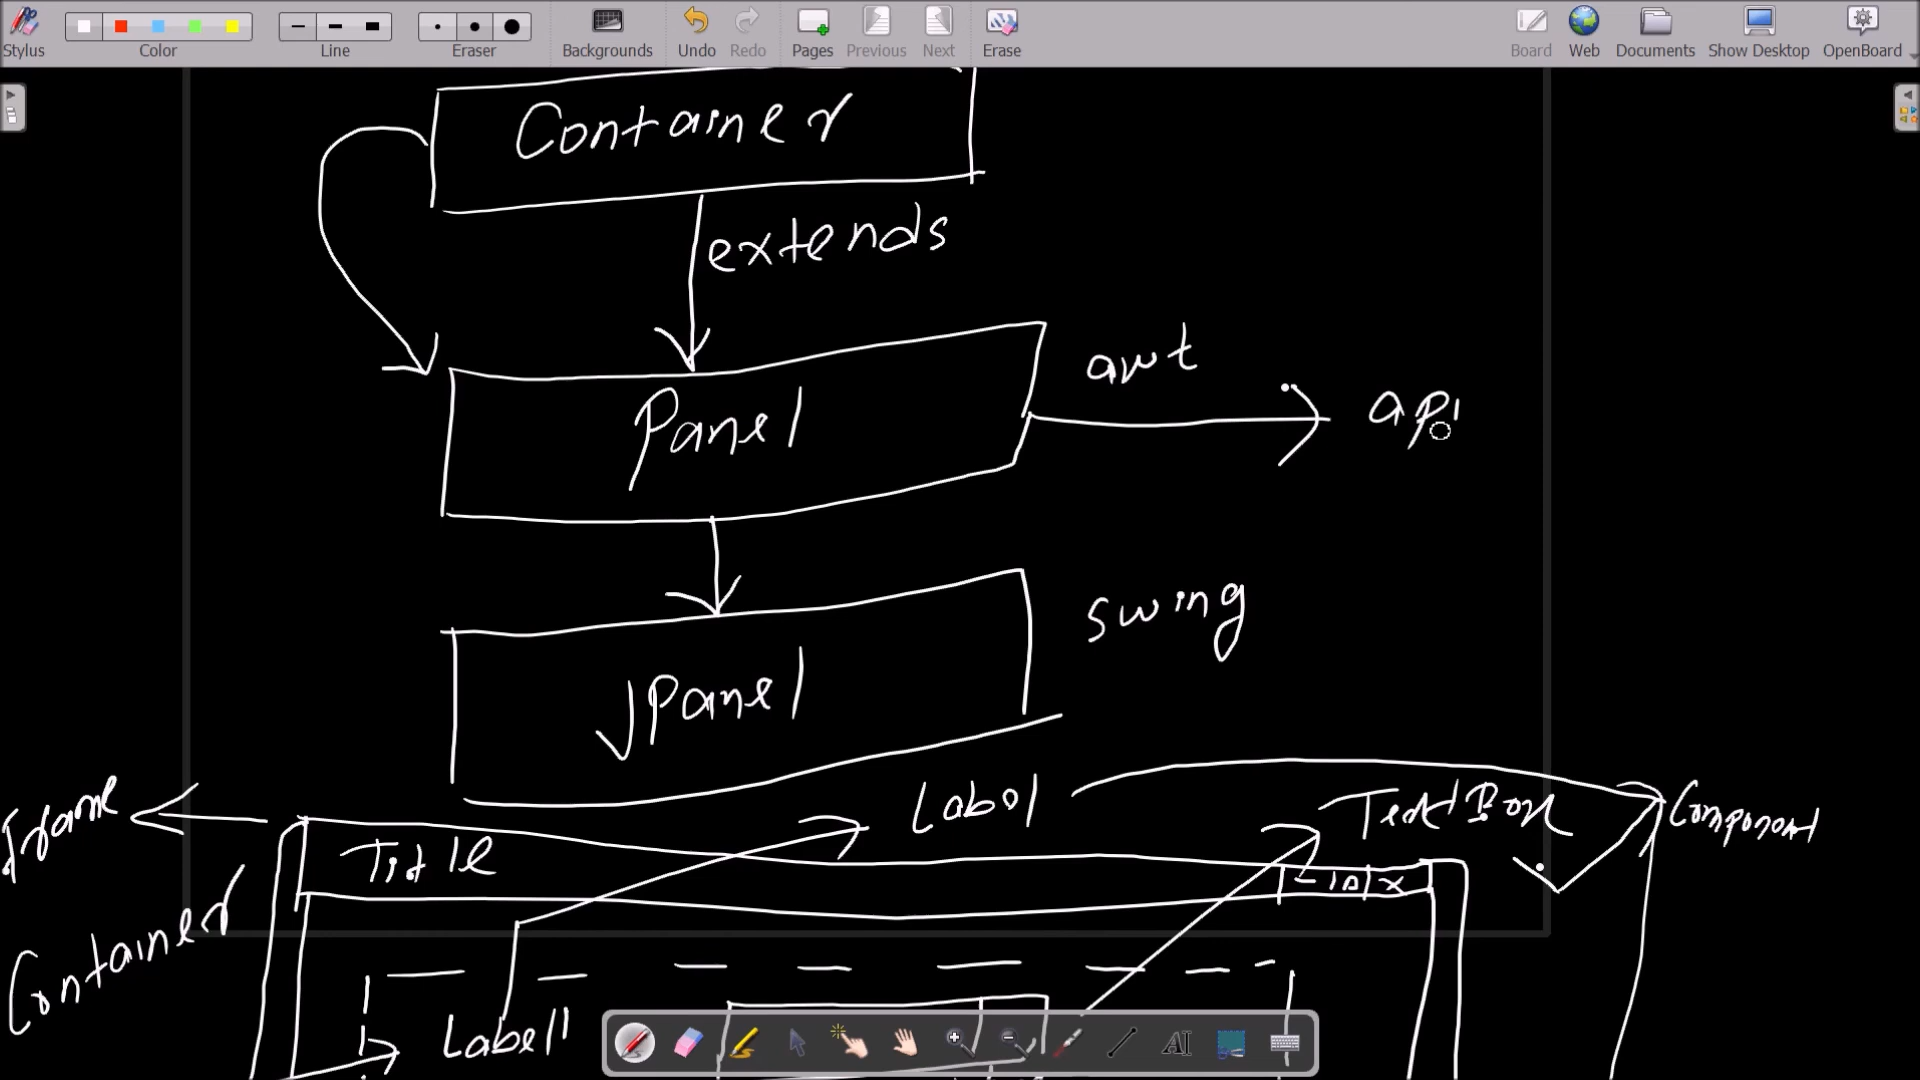 Stylus Color Line Eraser Backgrounds Undo Redo Pages Previous Next Erase Board Web Documents Show Desktop OpenBoard
Container
extends
awt
Panel
api
swing
JPanel
Label
TextBox
Component
Frame
Title
Container
Label1
AI